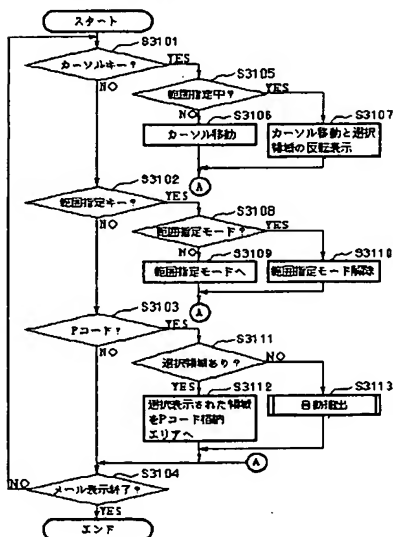 スタート
S3101
カーソルキー?
YES
NO
S3105
範囲指定中?
YES
NO
S3106
カーソル移動
S3107
カーソル移動と選択
領域の反転表示
A
S3102
範囲指定キー?
YES
NO
S3108
範囲指定モード?
YES
NO
S3109
範囲指定モードへ
S3110
範囲指定モード解除
A
S3103
Pコード?
YES
NO
S3111
選択領域あり?
NO
YES
S3112
選択表示された領域
をPコード格納
エリアへ
S3113
自動抽出
A
S3104
メール表示終了?
NO
YES
エンド